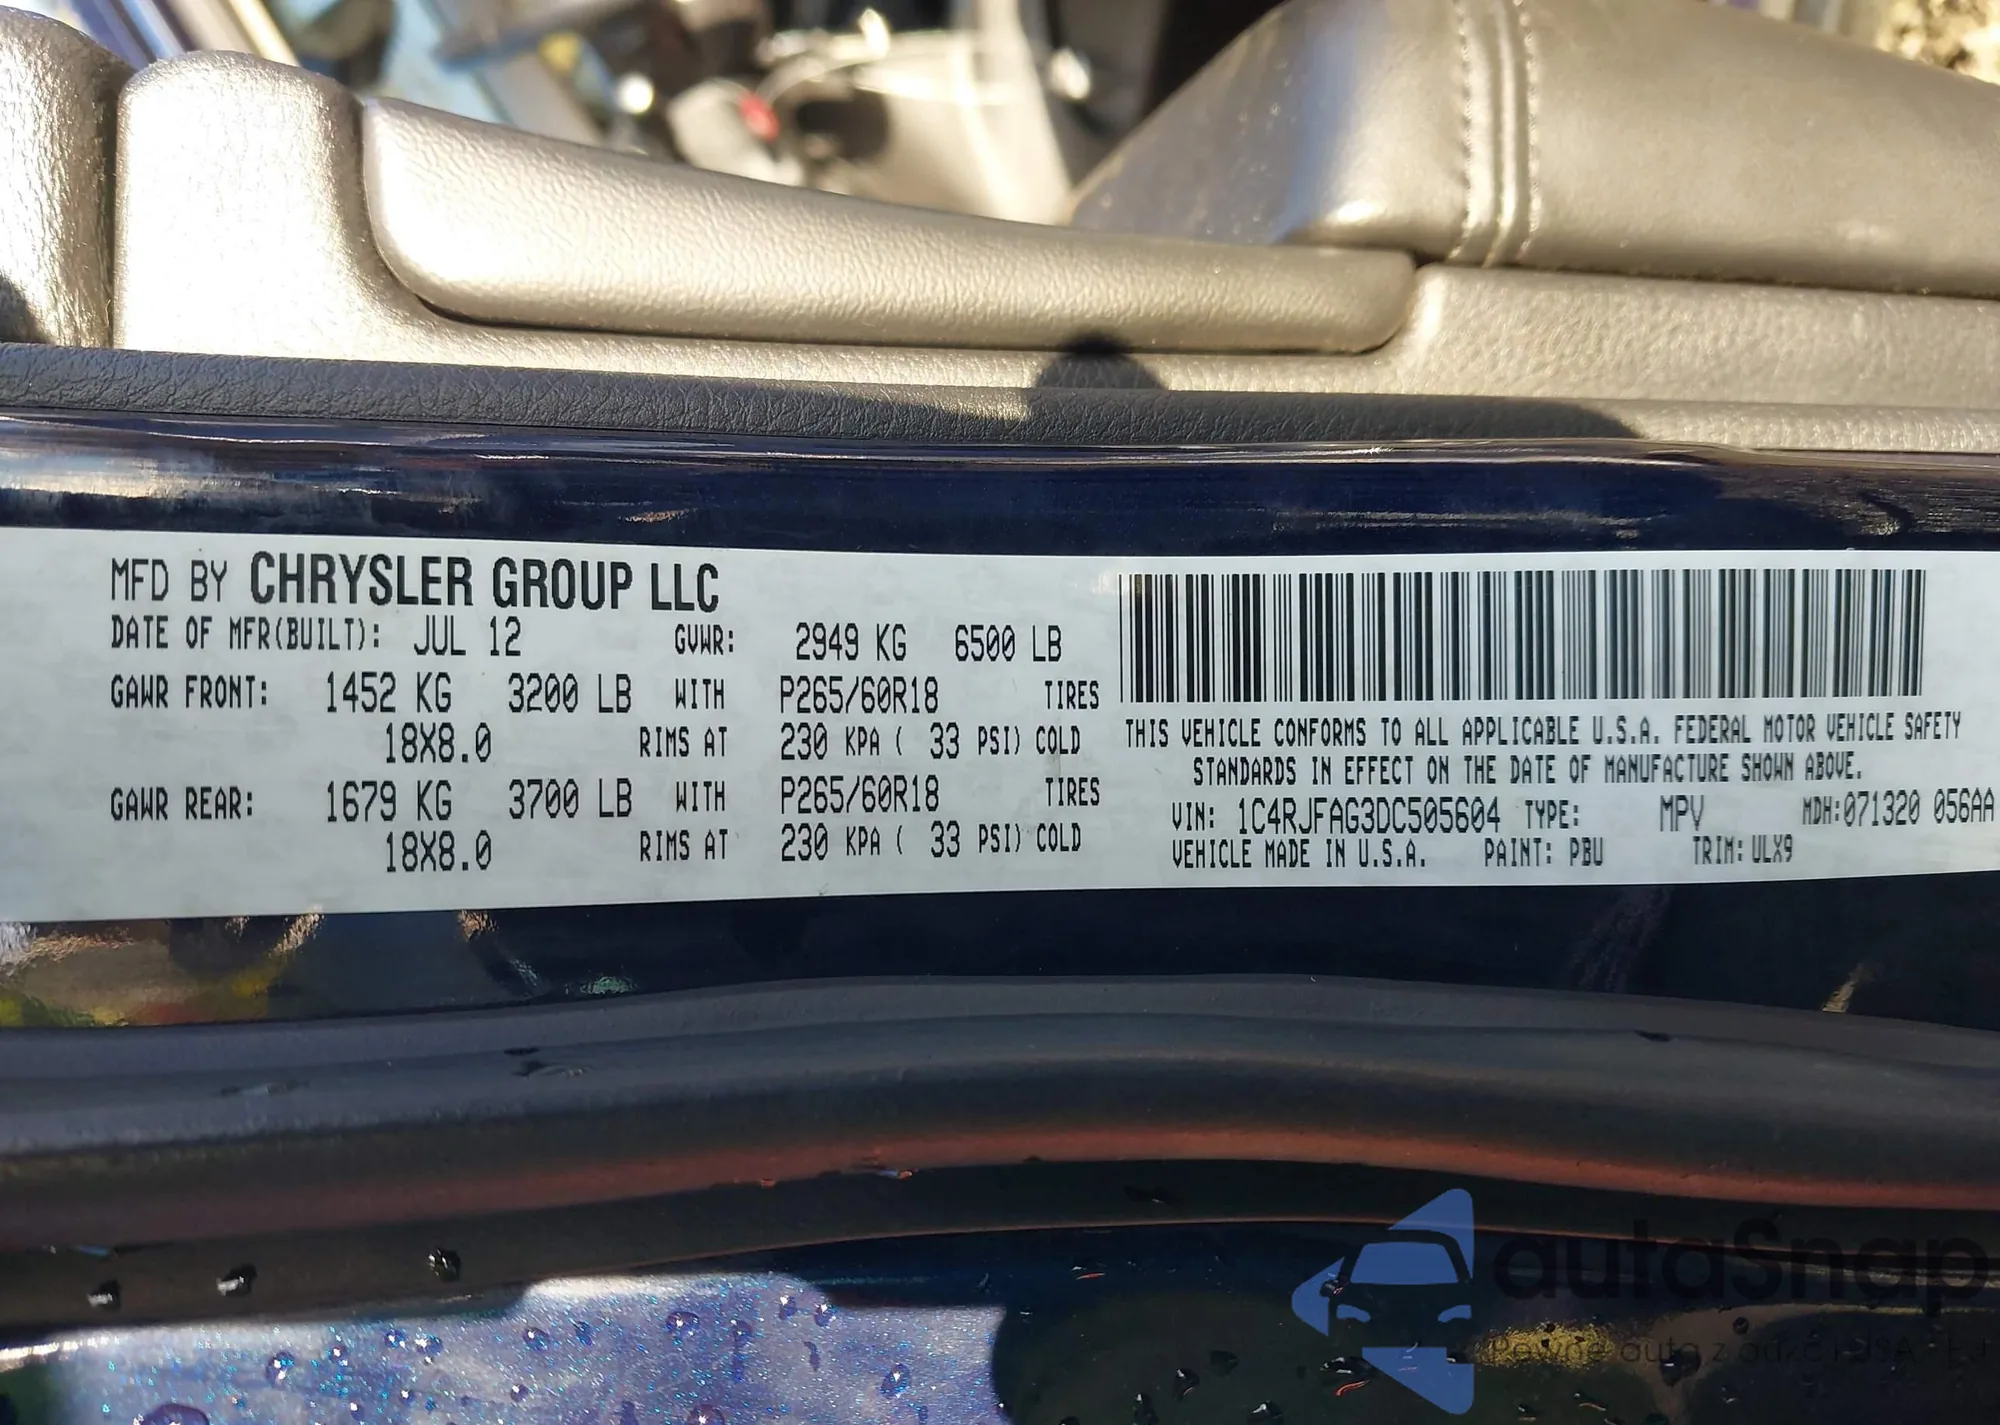 MFD BY CHRYSLER GROUP LLC
DATE OF MFR(BUILT): JUL 12 GVWR: 2949 KG 6500 LB
GAWR FRONT: 1452 KG 3200 LB WITH P265/60R18 TIRES
18X8.0 RIMS AT 230 KPA ( 33 PSI) COLD
GAWR REAR: 1679 KG 3700 LB WITH P265/60R18 TIRES
18X8.0 RIMS AT 230 KPA ( 33 PSI) COLD
THIS VEHICLE CONFORMS TO ALL APPLICABLE U.S.A. FEDERAL MOTOR VEHICLE SAFETY
STANDARDS IN EFFECT ON THE DATE OF MANUFACTURE SHOWN ABOVE.
VIN: 1C4RJFAG3DC505604 TYPE: MPV MDH:071320 056AA
VEHICLE MADE IN U.S.A. PAINT: PBU TRIM: ULX9
autaSnap
Pewne auta z